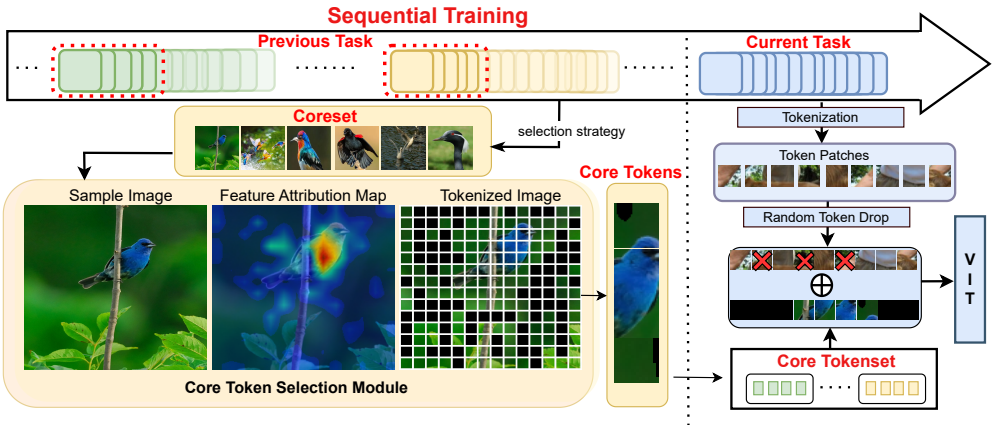 Sequential Training
Previous Task
Current Task
Coreset
selection strategy
Tokenization
Token Patches
Sample Image
Feature Attribution Map
Tokenized Image
Core Tokens
Random Token Drop
V
I
T
Core Token Selection Module
Core Tokenset